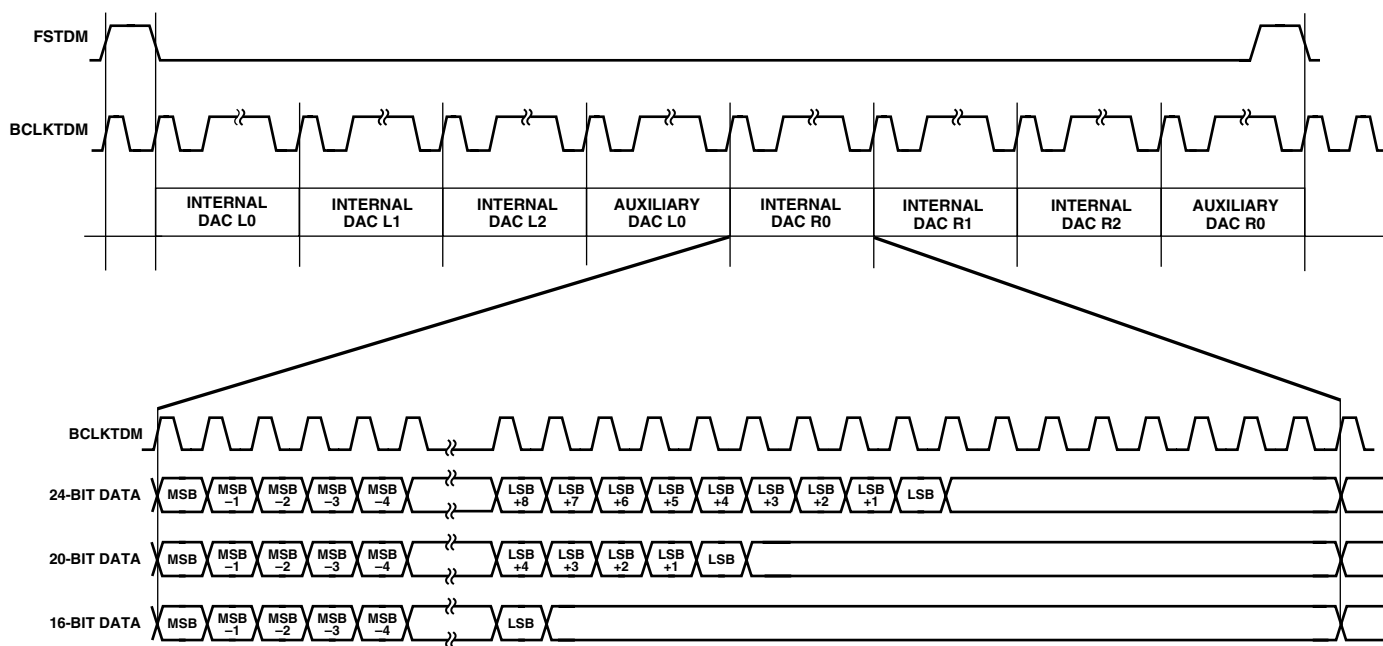 FSTDM
BCLKTDM
INTERNAL DAC L0
INTERNAL DAC L1
INTERNAL DAC L2
AUXILIARY DAC L0
INTERNAL DAC R0
INTERNAL DAC R1
INTERNAL DAC R2
AUXILIARY DAC R0
BCLKTDM
24-BIT DATA MSB MSB –1 MSB –2 MSB –3 MSB –4 LSB +8 LSB +7 LSB +6 LSB +5 LSB +4 LSB +3 LSB +2 LSB +1 LSB
20-BIT DATA MSB MSB –1 MSB –2 MSB –3 MSB –4 LSB +4 LSB +3 LSB +2 LSB +1 LSB
16-BIT DATA MSB MSB –1 MSB –2 MSB –3 MSB –4 LSB